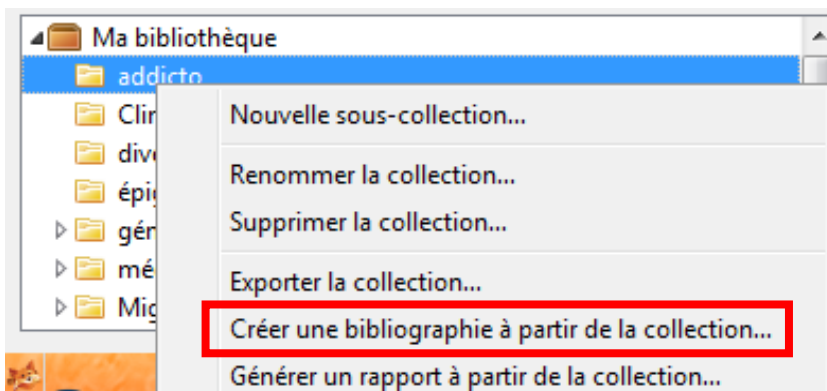 Ma bibliothèque
addicto
Nouvelle sous-collection...
Renommer la collection...
Supprimer la collection...
Exporter la collection...
Créer une bibliographie à partir de la collection...
Générer un rapport à partir de la collection...